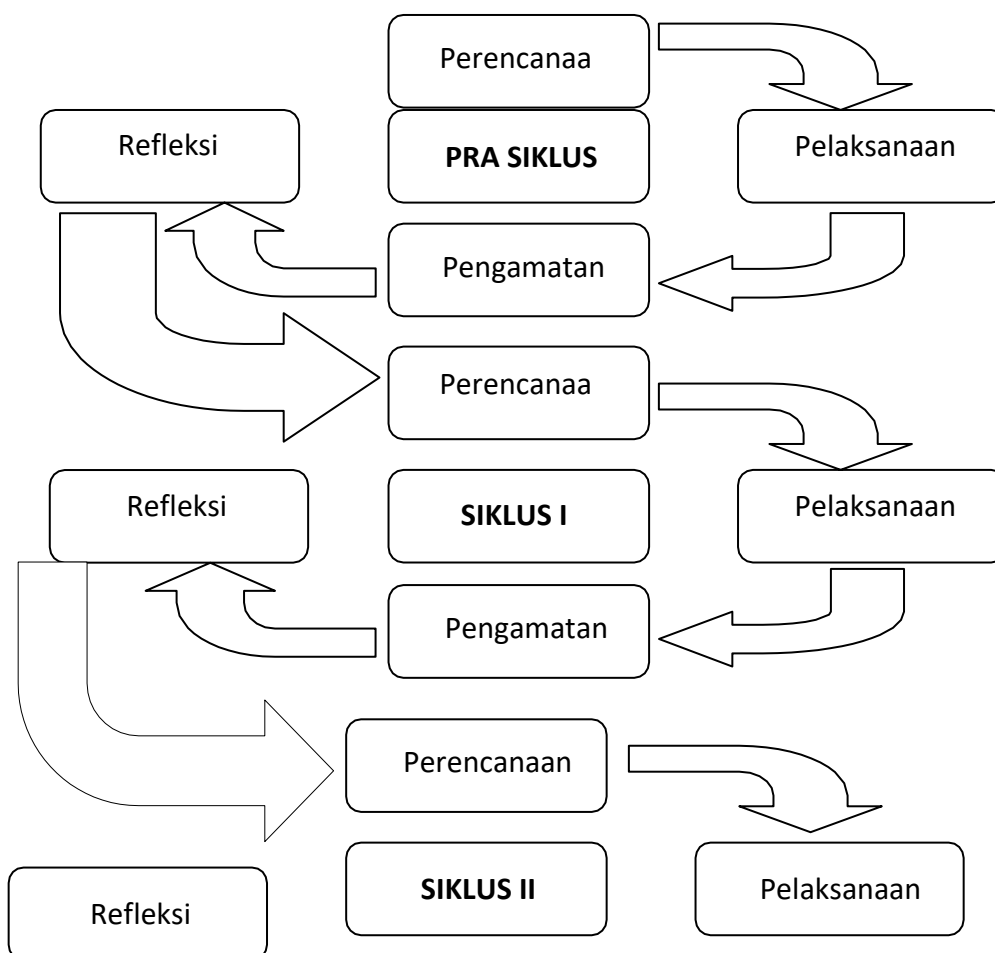 Perencanaa
Refleksi
PRA SIKLUS
Pelaksanaan
Pengamatan
Perencanaa
Refleksi
SIKLUS I
Pelaksanaan
Pengamatan
Perencanaan
Refleksi
SIKLUS II
Pelaksanaan